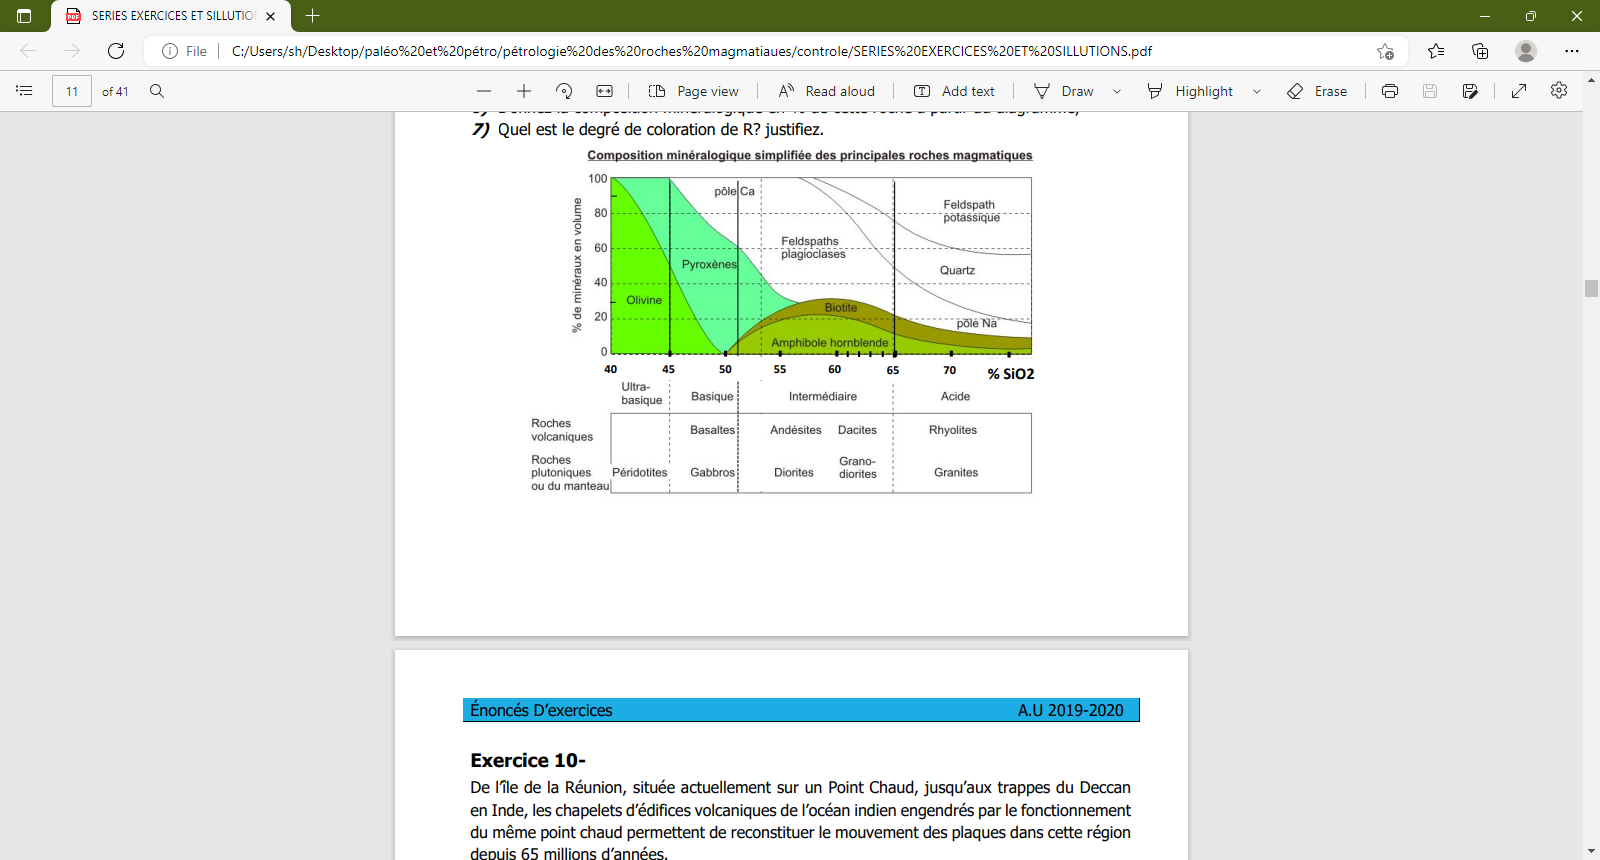 SERIES EXERCICES ET SILLUTIO
File
C:/Users/sh/Desktop/paléo%20et%20pétro/pétrologie%20des%20roches%20magmatiaues/controle/SERIES%20EXERCICES%20ET%20SILLUTIONS.pdf
11 of 41
Page view
Read aloud
Add text
Draw
Highlight
Erase
7) Quel est le degré de coloration de R? justifiez.
Composition minéralogique simplifiée des principales roches magmatiques
% de minéraux en volume
100
80
60
40
20
0
pôle Ca
Feldspath
potassique
Feldspaths
plagioclases
Pyroxènes
Quartz
Olivine
Biotite
pôle Na
Amphibole hornblende
40 45 50 55 60 65 70 % SiO2
Ultra-
basique
Basique
Intermédiaire
Acide
Roches
volcaniques
Basaltes
Andésites
Dacites
Rhyolites
Roches
plutoniques
ou du manteau
Péridotites
Gabbros
Diorites
Grano-
diorites
Granites
Énoncés D'exercices A.U 2019-2020
Exercice 10-
De l'île de la Réunion, située actuellement sur un Point Chaud, jusqu'aux trappes du Deccan
en Inde, les chapelets d'édifices volcaniques de l'océan indien engendrés par le fonctionnement
du même point chaud permettent de reconstituer le mouvement des plaques dans cette région
depuis 65 millions d'années.